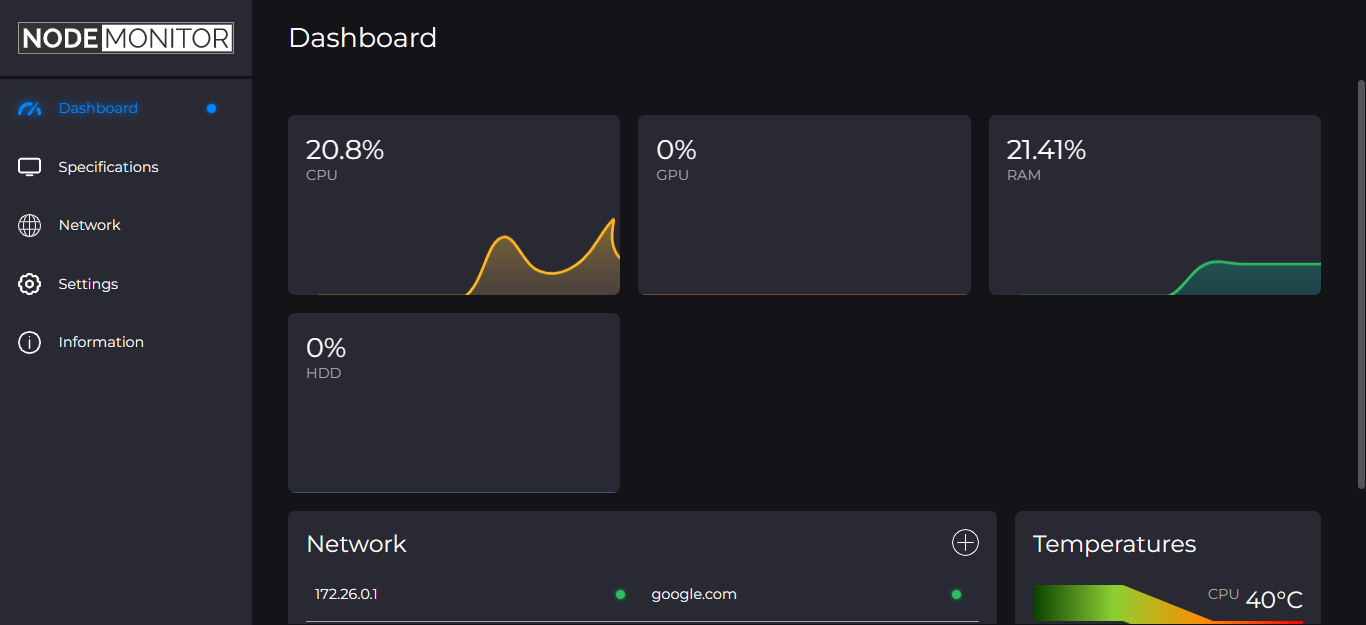 NODE MONITOR
Dashboard
Dashboard
Specifications
Network
Settings
Information
20.8%
CPU
0%
GPU
21.41%
RAM
0%
HDD
Network
172.26.0.1
google.com
Temperatures
CPU 40°C